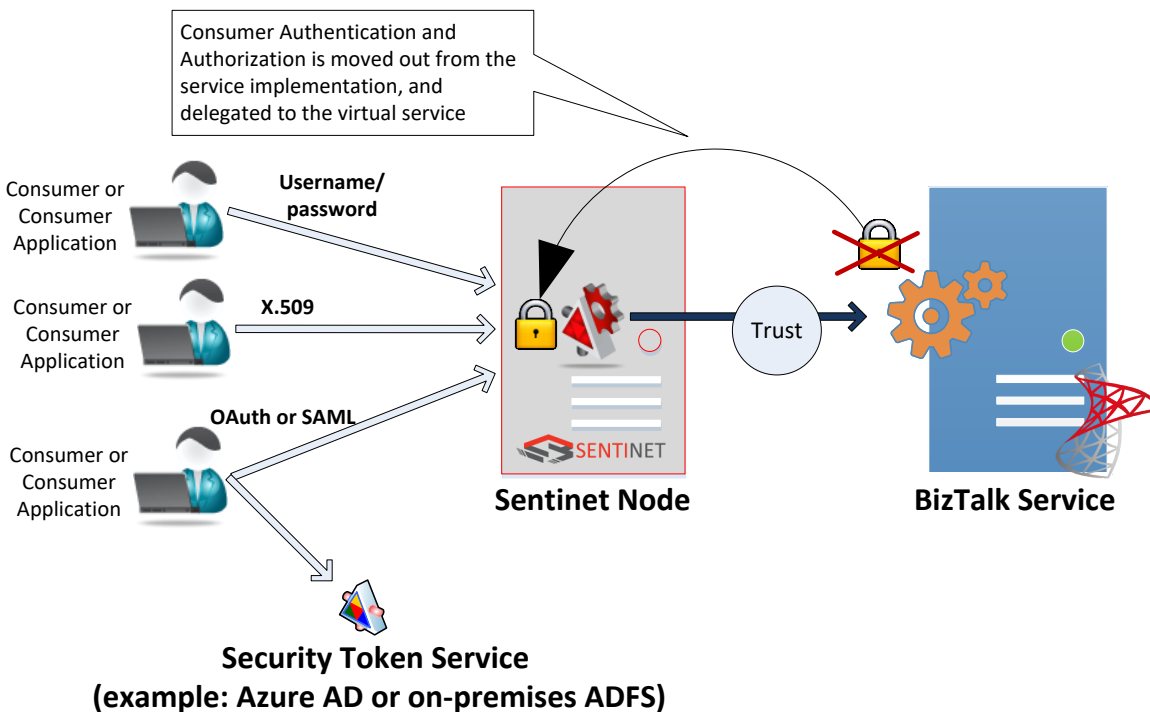 Consumer Authentication and
Authorization is moved out from the
service implementation, and
delegated to the virtual service
Consumer or
Consumer
Application
Username/
password
Consumer or
Consumer
Application
X.509
Trust
OAuth or SAML
Consumer or
Consumer
Application
SENTINET
Sentinet Node
BizTalk Service
Security Token Service
(example: Azure AD or on-premises ADFS)